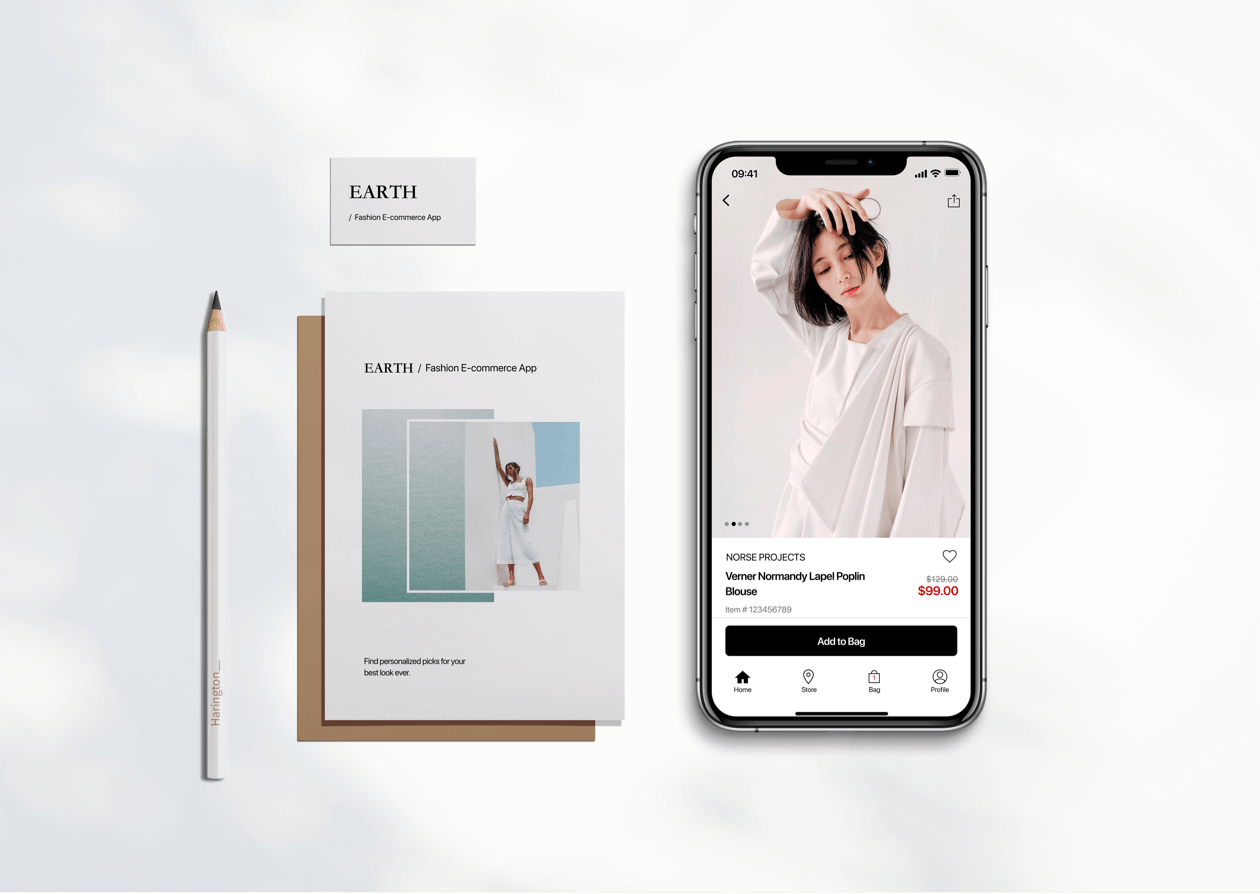 EARTH
/ Fashion E-commerce App
EARTH / Fashion E-commerce App
Find personalized picks for your
best look ever.
Harington__
09:41
NORSE PROJECTS
Verner Normandy Lapel Poplin
Blouse
$129.00
$99.00
Item # 123456789
Add to Bag
Home
Store
1
Bag
Profile